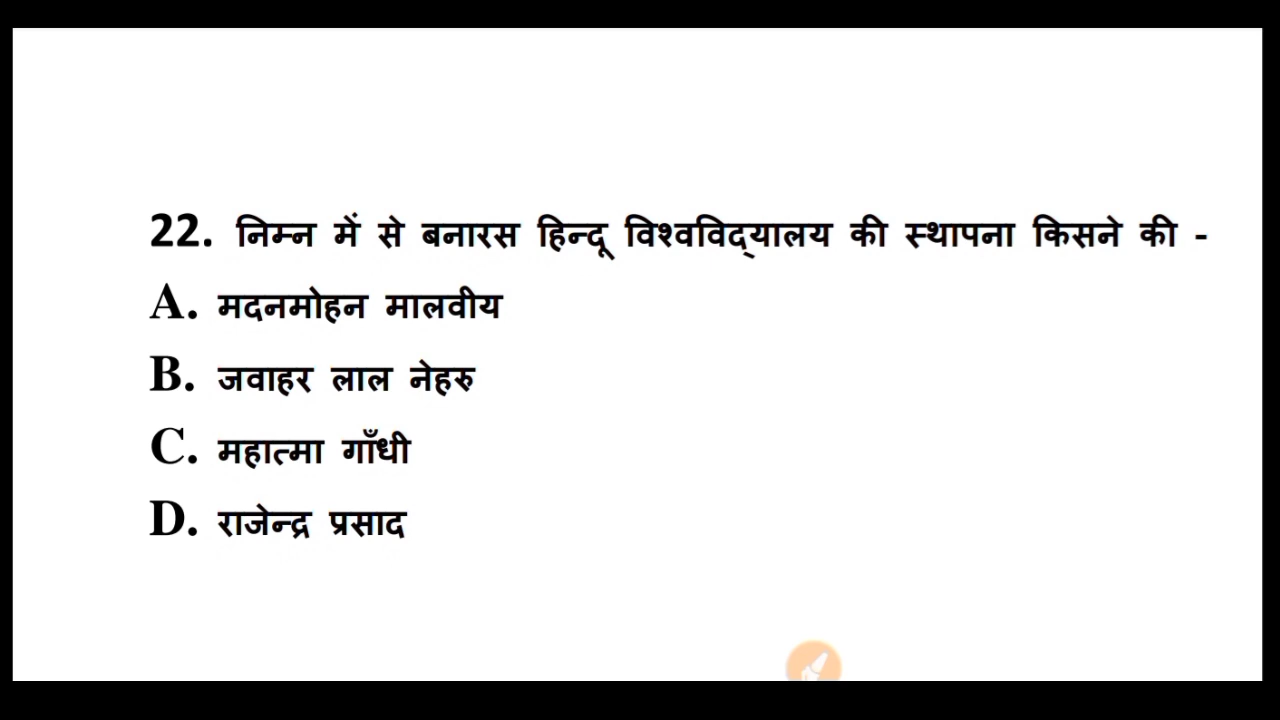 22. निम्न में से बनारस हिन्दू विश्वविद्यालय की स्थापना किसने की -
A. मदनमोहन मालवीय
B. जवाहर लाल नेहरु
C. महात्मा गाँधी
D. राजेन्द्र प्रसाद